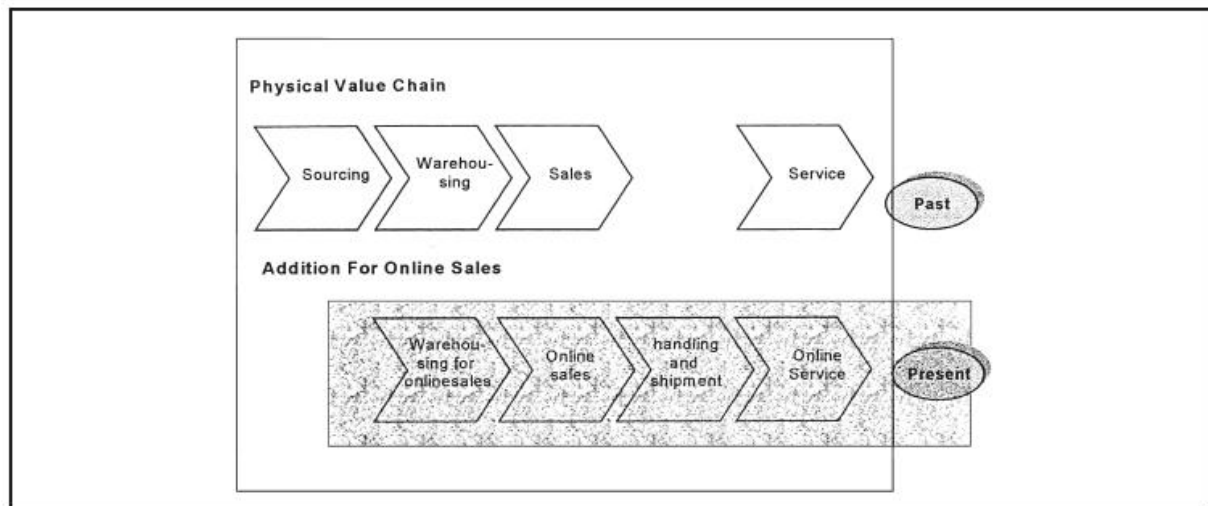 Physical Value Chain
Sourcing
Warehou-
sing
Sales
Service
Past
Addition For Online Sales
Warehou-
sing for
onlinesales
Online
sales
handling
and
shipment
Online
Service
Present